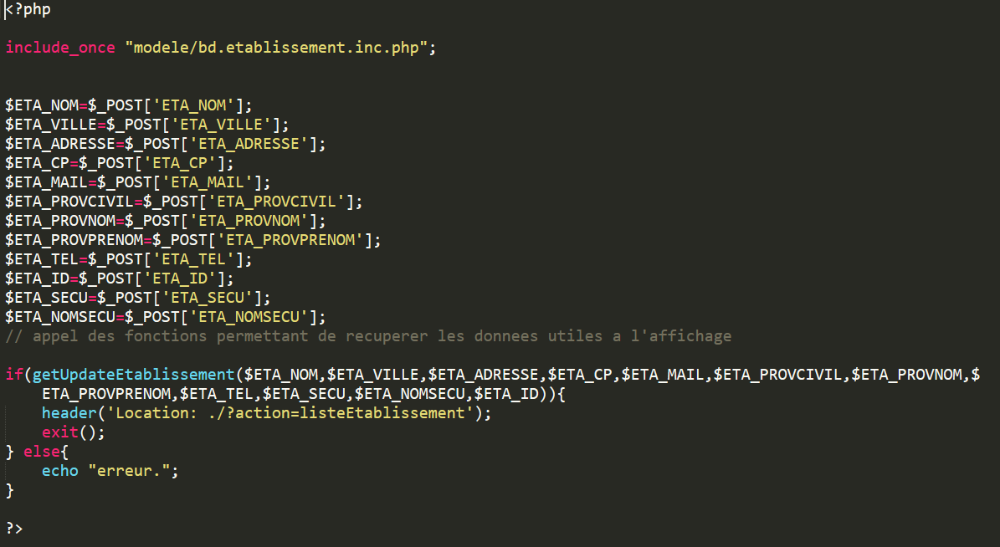 <?php
include_once "modele/bd.etablissement.inc.php";
$ETA_NOM=$_POST['ETA_NOM'];
$ETA_VILLE=$_POST['ETA_VILLE'];
$ETA_ADRESSE=$_POST['ETA_ADRESSE'];
$ETA_CP=$_POST['ETA_CP'];
$ETA_MAIL=$_POST['ETA_MAIL'];
$ETA_PROVCIVIL=$_POST['ETA_PROVCIVIL'];
$ETA_PROVNOM=$_POST['ETA_PROVNOM'];
$ETA_PROVPRENOM=$_POST['ETA_PROVPRENOM'];
$ETA_TEL=$_POST['ETA_TEL'];
$ETA_ID=$_POST['ETA_ID'];
$ETA_SECU=$_POST['ETA_SECU'];
$ETA_NOMSECU=$_POST['ETA_NOMSECU'];
// appel des fonctions permettant de recuperer les donnees utiles a l'affichage
if(getUpdateEtablissement($ETA_NOM,$ETA_VILLE,$ETA_ADRESSE,$ETA_CP,$ETA_MAIL,$ETA_PROVCIVIL,$ETA_PROVNOM,$
ETA_PROVPRENOM,$ETA_TEL,$ETA_SECU,$ETA_NOMSECU,$ETA_ID)){
header('Location: ./?action=listeEtablissement');
exit();
} else{
echo "erreur.";
}
?>